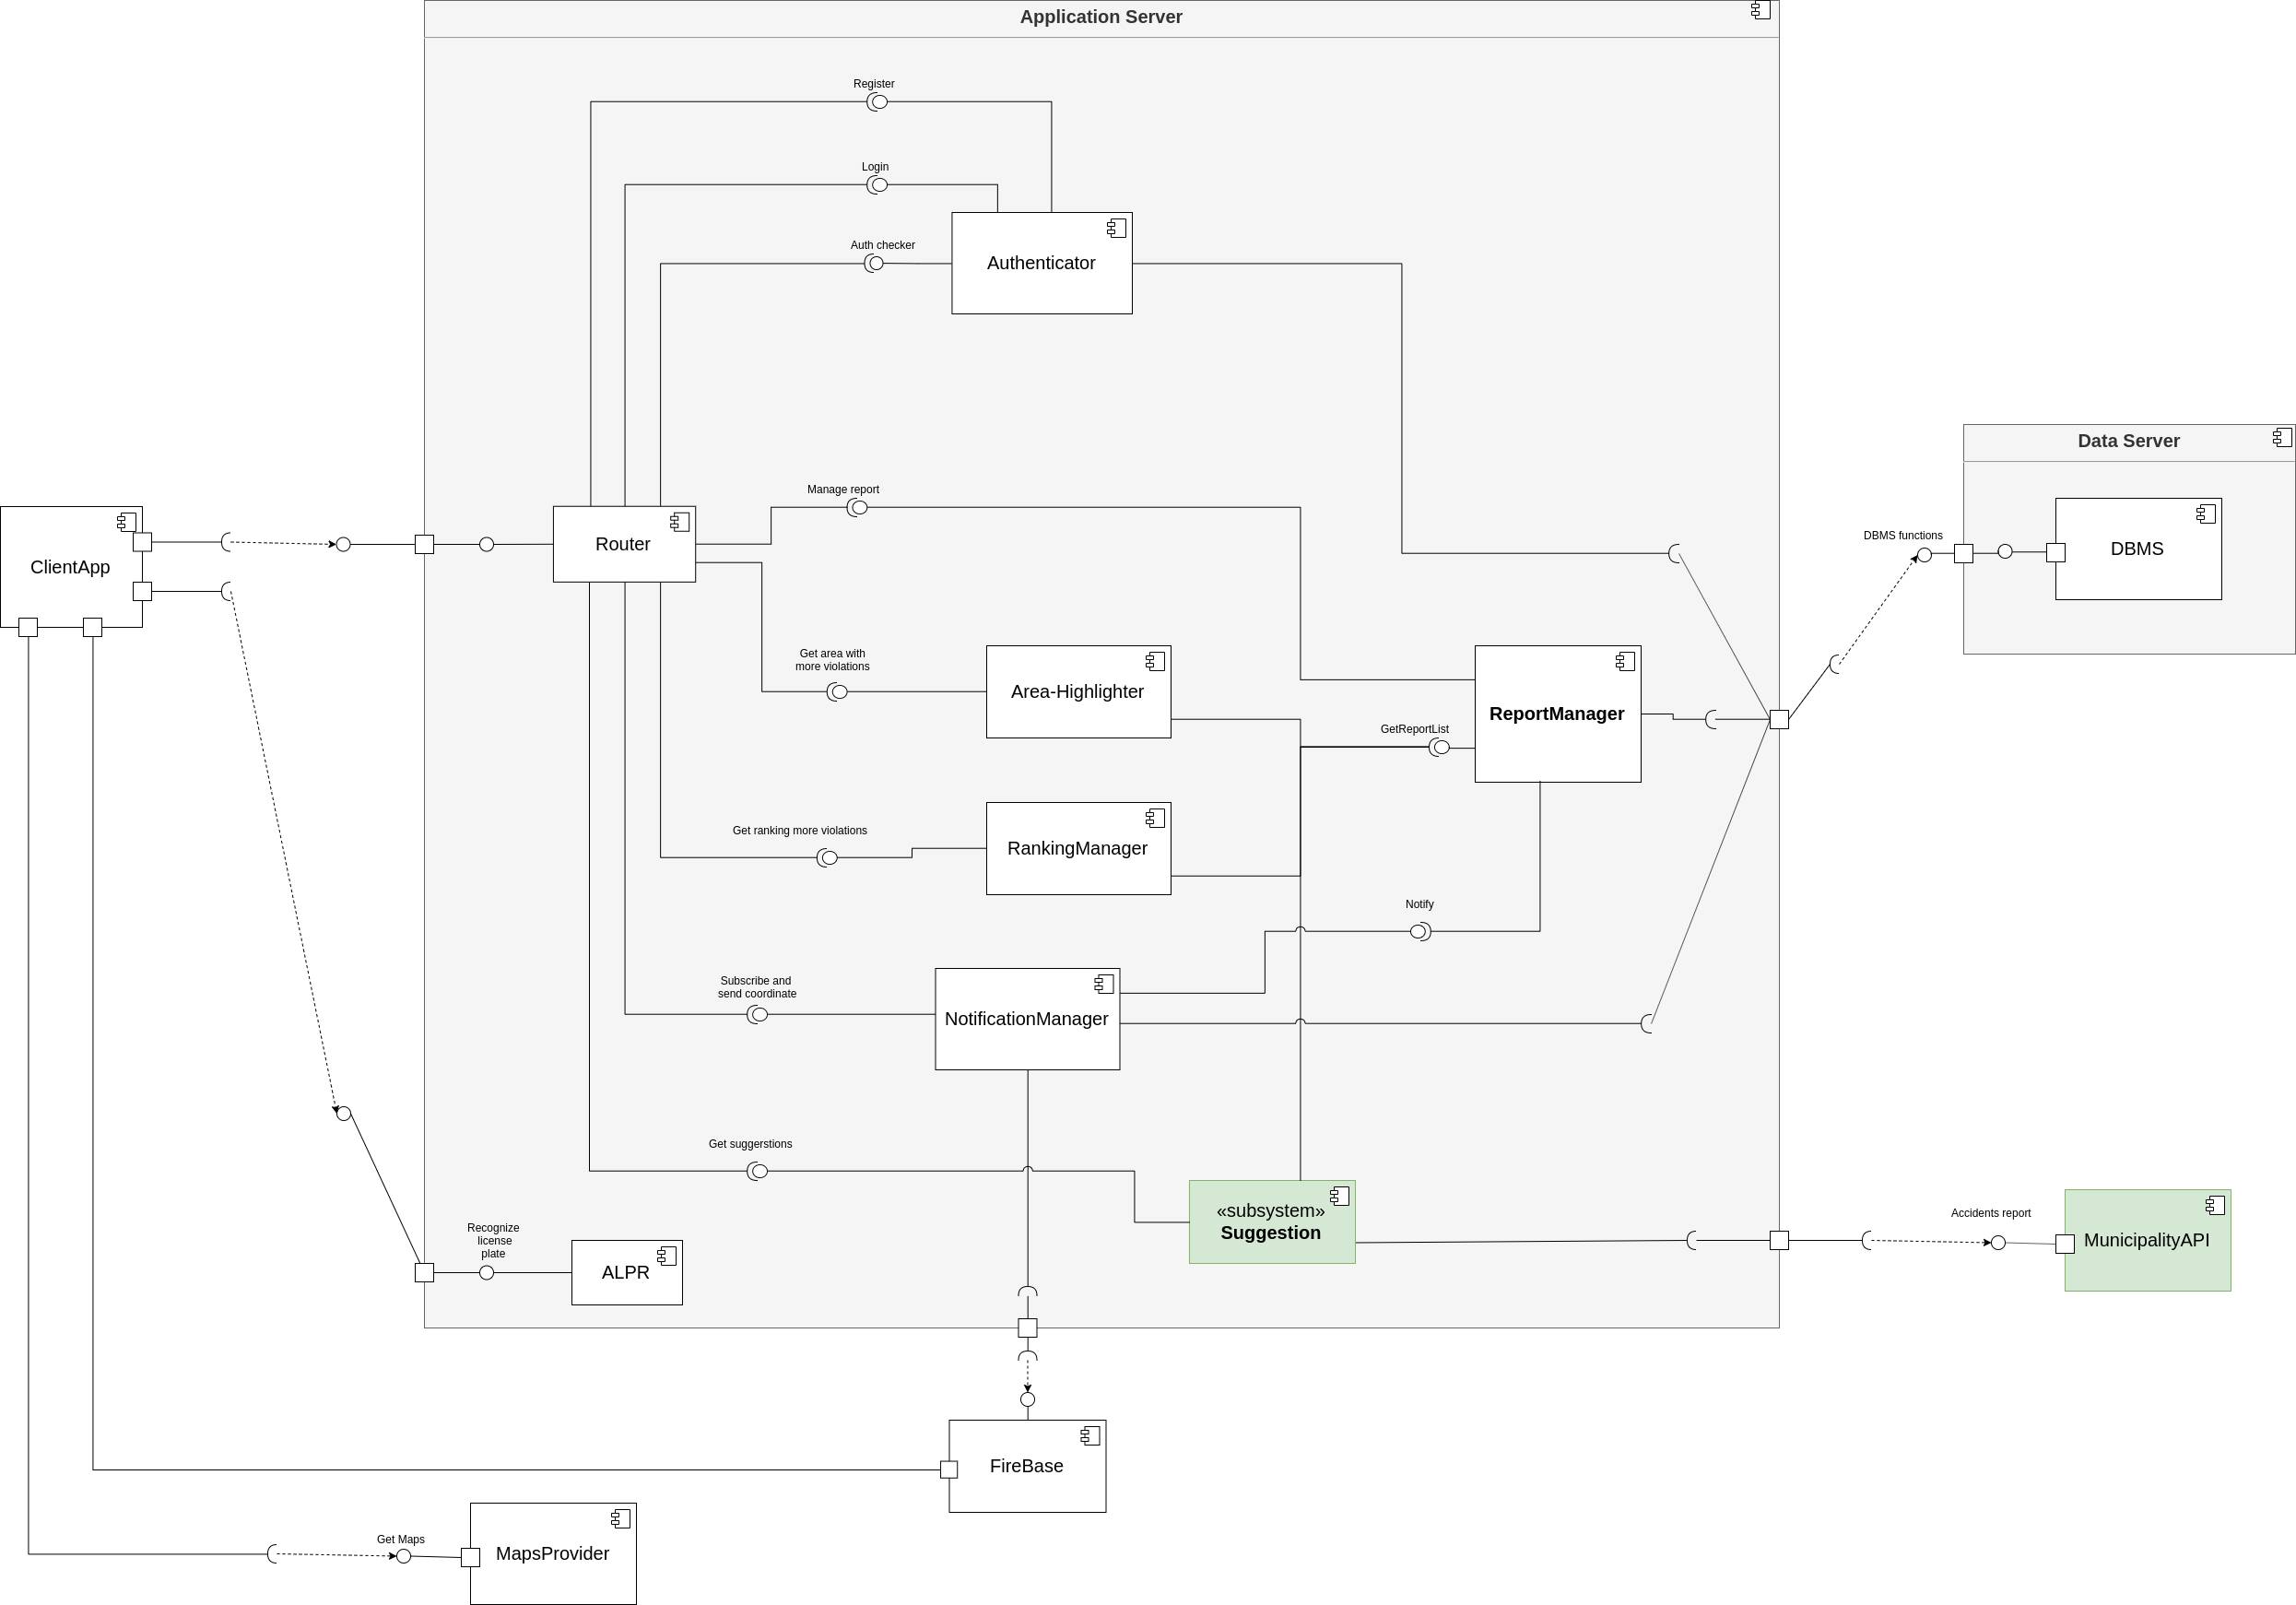 Application Server
Register
Login
Auth checker
Authenticator
Data Server
Manage report
ClientApp
Router
DBMS functions
DBMS
Get area with
more violations
Area-Highlighter
ReportManager
GetReportList
Get ranking more violations
RankingManager
Notify
Subscribe and
send coordinate
NotificationManager
Get suggerstions
«subsystem»
Suggestion
Accidents report
MunicipalityAPI
Recognize
license
plate
ALPR
FireBase
Get Maps
MapsProvider